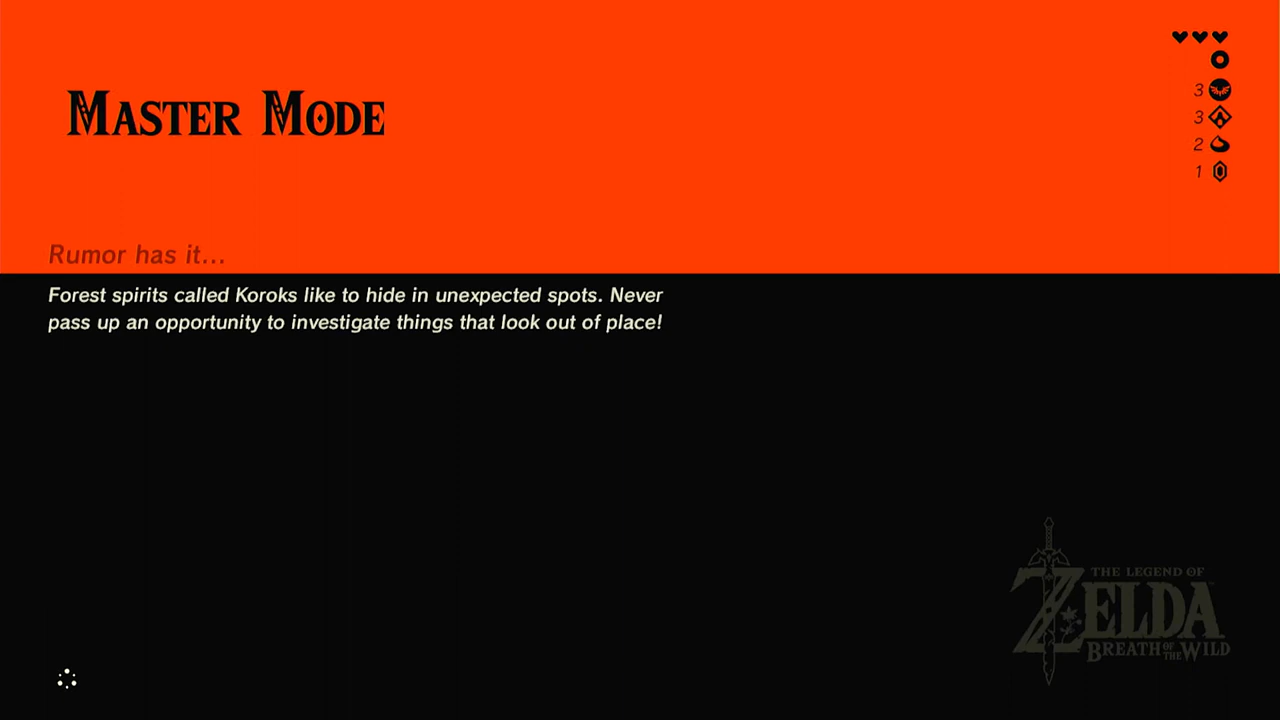 Master Mode
3
3
2
1
Rumor has it...
Forest spirits called Koroks like to hide in unexpected spots. Never
pass up an opportunity to investigate things that look out of place!
THE LEGEND OF
ZELDA
BREATH OF THE WILD